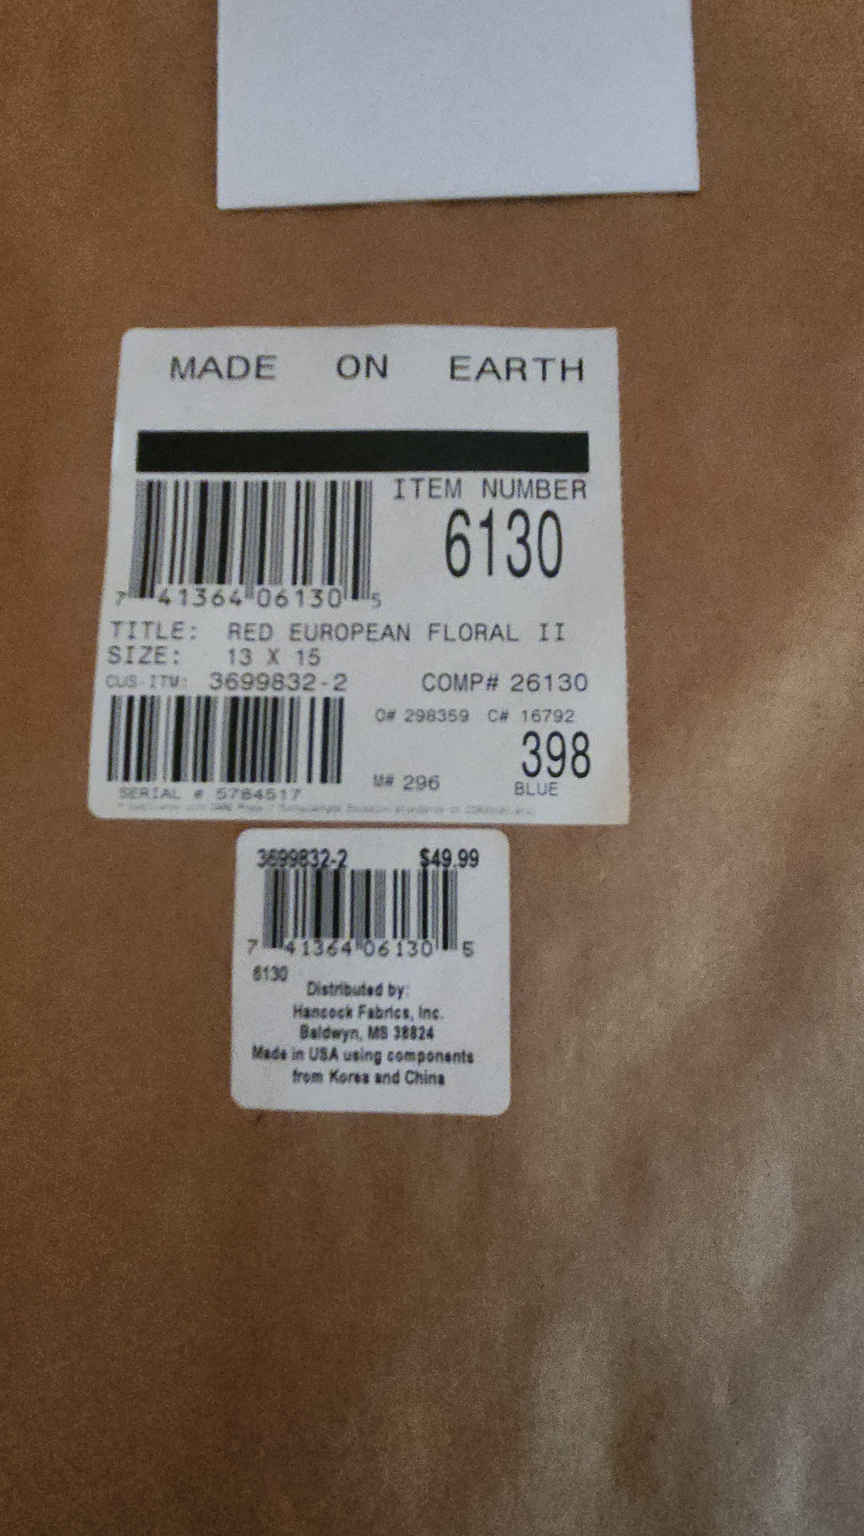 MADE ON EARTH
ITEM NUMBER
6130
7 41364 06130 5
TITLE: RED EUROPEAN FLORAL II
SIZE: 13 X 15
CUS-ITM: 3699832-2 COMP# 26130
O# 298359 C# 16792
398
M# 296 BLUE
SERIAL # 5784517
3699832-2 $49.99
7 41364 06130 5
6130
Distributed by:
Hancock Fabrics, Inc.
Baldwyn, MS 38824
Made in USA using components
from Korea and China